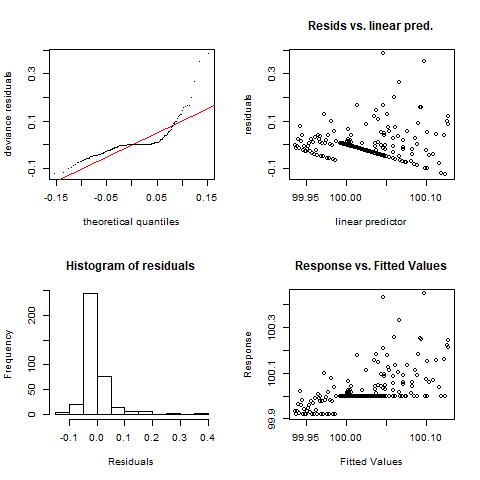 deviance residuals
-0.1
0.1
0.3
-0.15
-0.05
0.05
0.15
theoretical quantiles
Resids vs. linear pred.
residuals
-0.1
0.1
0.3
99.95
100.00
100.10
linear predictor
Histogram of residuals
Frequency
0
50
100
200
-0.1
0.0
0.1
0.2
0.3
0.4
Residuals
Response vs. Fitted Values
Response
99.9
100.1
100.3
99.95
100.00
100.10
Fitted Values